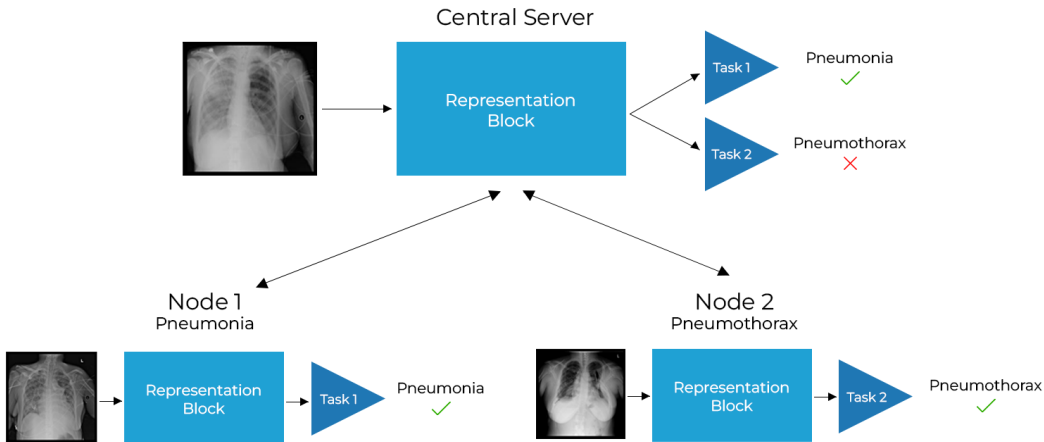 Central Server
Representation
Block
Task 1
Pneumonia
Task 2
Pneumothorax
Node 1
Pneumonia
Representation
Block
Task 1
Pneumonia
Node 2
Pneumothorax
Representation
Block
Task 2
Pneumothorax